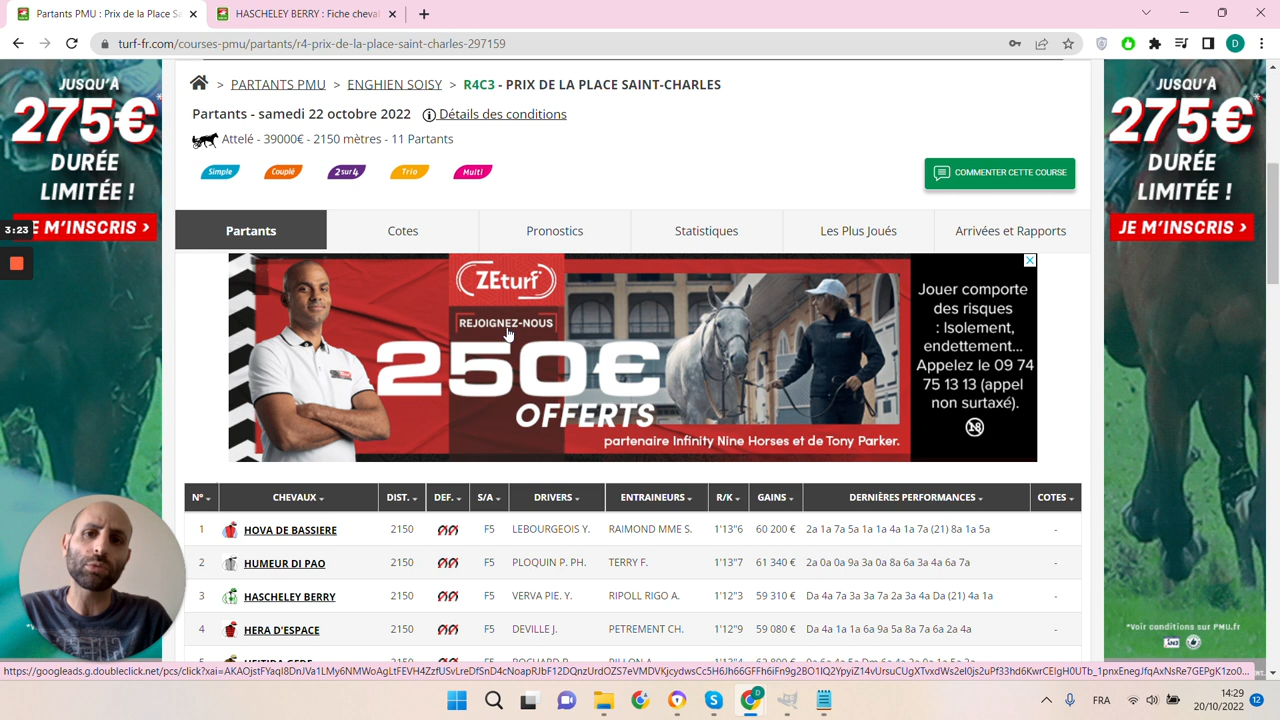 Partants PMU : Prix de la Place Sa
HASCHELEY BERRY : Fiche cheval
turf-fr.com/courses-pmu/partants/r4-prix-de-la-place-saint-charles-297159
D
JUSQU'À
275€*
DURÉE
LIMITÉE !
JE M'INSCRIS >
3:23
> PARTANTS PMU > ENGHIEN SOISY > R4C3 - PRIX DE LA PLACE SAINT-CHARLES
Partants - samedi 22 octobre 2022 Détails des conditions
Attelé - 39000€ - 2150 mètres - 11 Partants
Simple Couplé 2 sur 4 Trio Multi
COMMENTER CETTE COURSE
Partants Cotes Pronostics Statistiques Les Plus Joués Arrivées et Rapports
ZEturf
REJOIGNEZ-NOUS
250€
OFFERTS
partenaire Infinity Nine Horses et de Tony Parker.
Jouer comporte
des risques
: Isolement,
endettement...
Appelez le 09 74
75 13 13 (appel
non surtaxé).
18
JUSQU'À
275€*
DURÉE
LIMITÉE !
JE M'INSCRIS >
*Voir conditions sur PMU.fr
N° CHEVAUX DIST. DEF. S/A DRIVERS ENTRAINEURS R/K GAINS DERNIÈRES PERFORMANCES COTES
1 HOVA DE BASSIERE 2150 F5 LEBOURGEOIS Y. RAIMOND MME S. 1'13"6 60 200 € 2a 1a 7a 5a 1a 1a 4a 1a 7a (21) 8a 1a 5a -
2 HUMEUR DI PAO 2150 F5 PLOQUIN P. PH. TERRY F. 1'13"7 61 340 € 2a 0a 0a 9a 3a 0a 8a 6a 3a 4a 6a 7a -
3 HASCHELEY BERRY 2150 F5 VERVA PIE. Y. RIPOLL RIGO A. 1'12"3 59 310 € Da 4a 7a 3a 3a 7a 2a 3a 4a Da (21) 4a 1a -
4 HERA D'ESPACE 2150 F5 DEVILLE J. PETREMENT CH. 1'12"9 59 080 € Da 4a 1a 1a 6a 9a 5a 8a 7a 6a 2a 4a -
14:29
FRA
20/10/2022
12